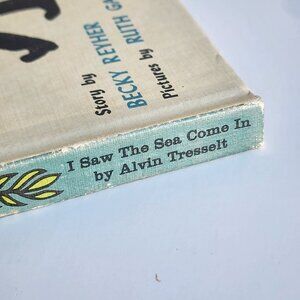 Story by
BECKY REYHER
Pictures by
RUTH
I Saw The Sea Come In
by Alvin Tresselt